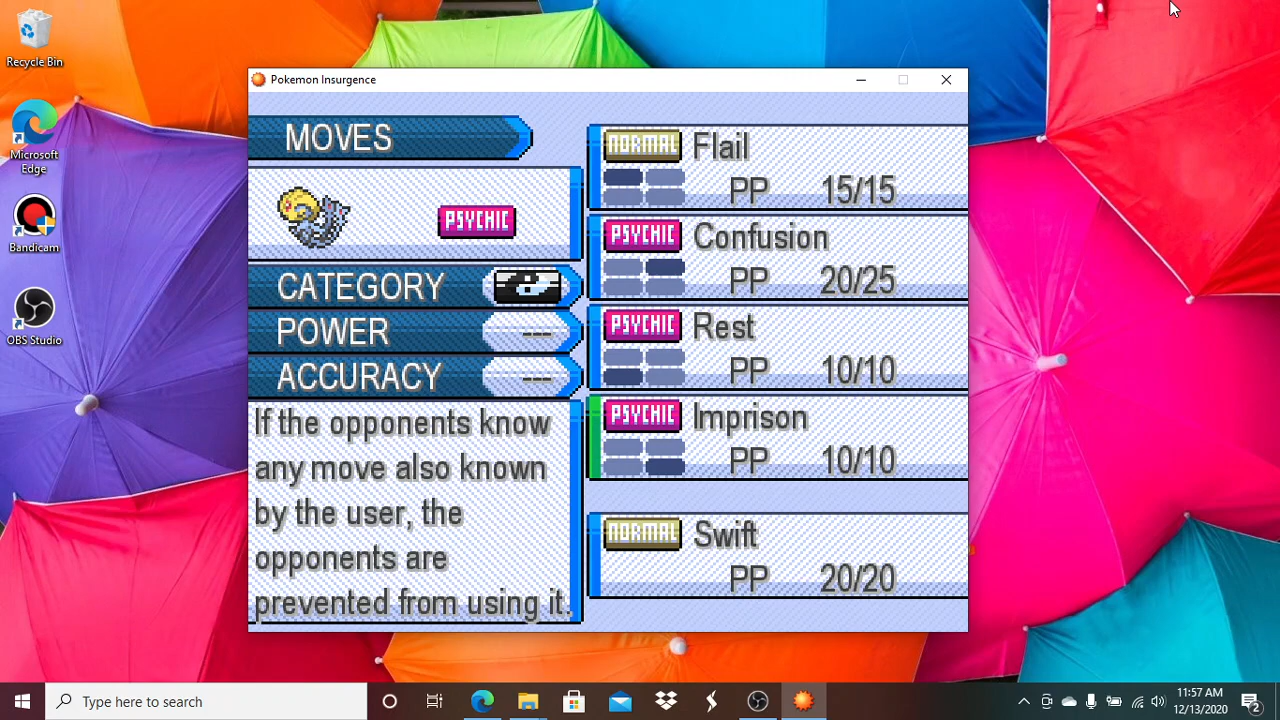 Recycle Bin
Microsoft
Edge
Bandicam
OBS Studio
Pokemon Insurgence
MOVES
PSYCHIC
CATEGORY
POWER ---
ACCURACY ---
If the opponents know
any move also known
by the user, the
opponents are
prevented from using it.
NORMAL Flail
PP 15/15
PSYCHIC Confusion
PP 20/25
PSYCHIC Rest
PP 10/10
PSYCHIC Imprison
PP 10/10
NORMAL Swift
PP 20/20
Type here to search
11:57 AM
12/13/2020
2